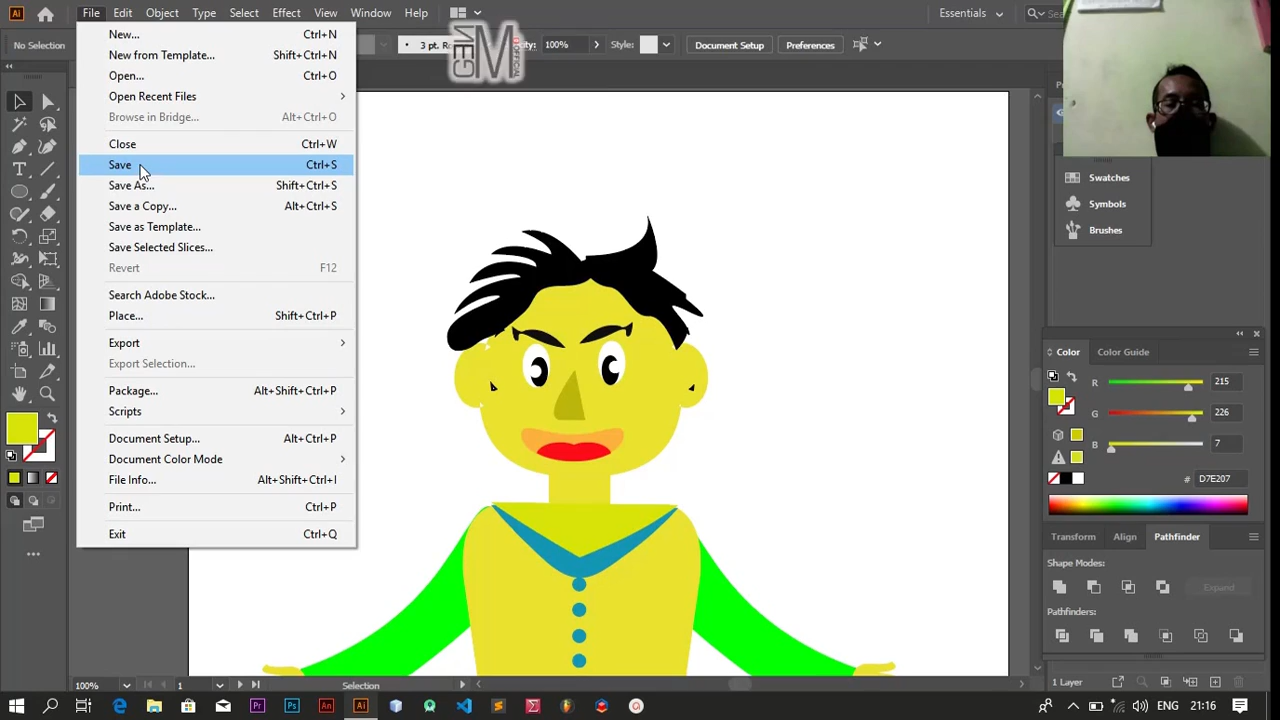 File Edit Object Type Select Effect View Window Help Essentials
No Selection 3 pt. 100% Style: Document Setup Preferences
New... Ctrl+N
New from Template... Shift+Ctrl+N
Open... Ctrl+O
Open Recent Files
Browse in Bridge... Alt+Ctrl+O
Close Ctrl+W
Save Ctrl+S
Save As... Shift+Ctrl+S
Save a Copy... Alt+Ctrl+S
Save as Template...
Save Selected Slices...
Revert F12
Search Adobe Stock...
Place... Shift+Ctrl+P
Export
Export Selection...
Package... Alt+Shift+Ctrl+P
Scripts
Document Setup... Alt+Ctrl+P
Document Color Mode
File Info... Alt+Shift+Ctrl+I
Print... Ctrl+P
Exit Ctrl+Q
Swatches
Symbols
Brushes
Color Color Guide
R 215
G 226
B 7
# D7E207
Transform Align Pathfinder
Shape Modes:
Expand
Pathfinders:
100% 1 Selection 1 Layer
ENG 21:16